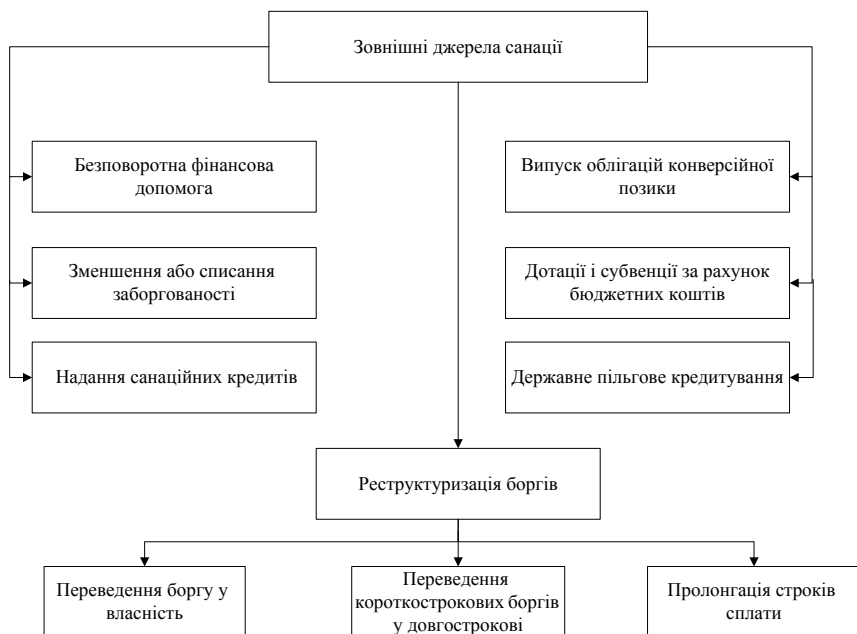 Зовнішні джерела санації
Безповоротна фінансова
допомога
Випуск облігацій конверсійної
позики
Зменшення або списання
заборгованості
Дотації і субвенції за рахунок
бюджетних коштів
Надання санаційних кредитів
Державне пільгове кредитування
Реструктуризація боргів
Переведення боргу у
власність
Переведення
короткострокових боргів
у довгострокові
Пролонгація строків
сплати